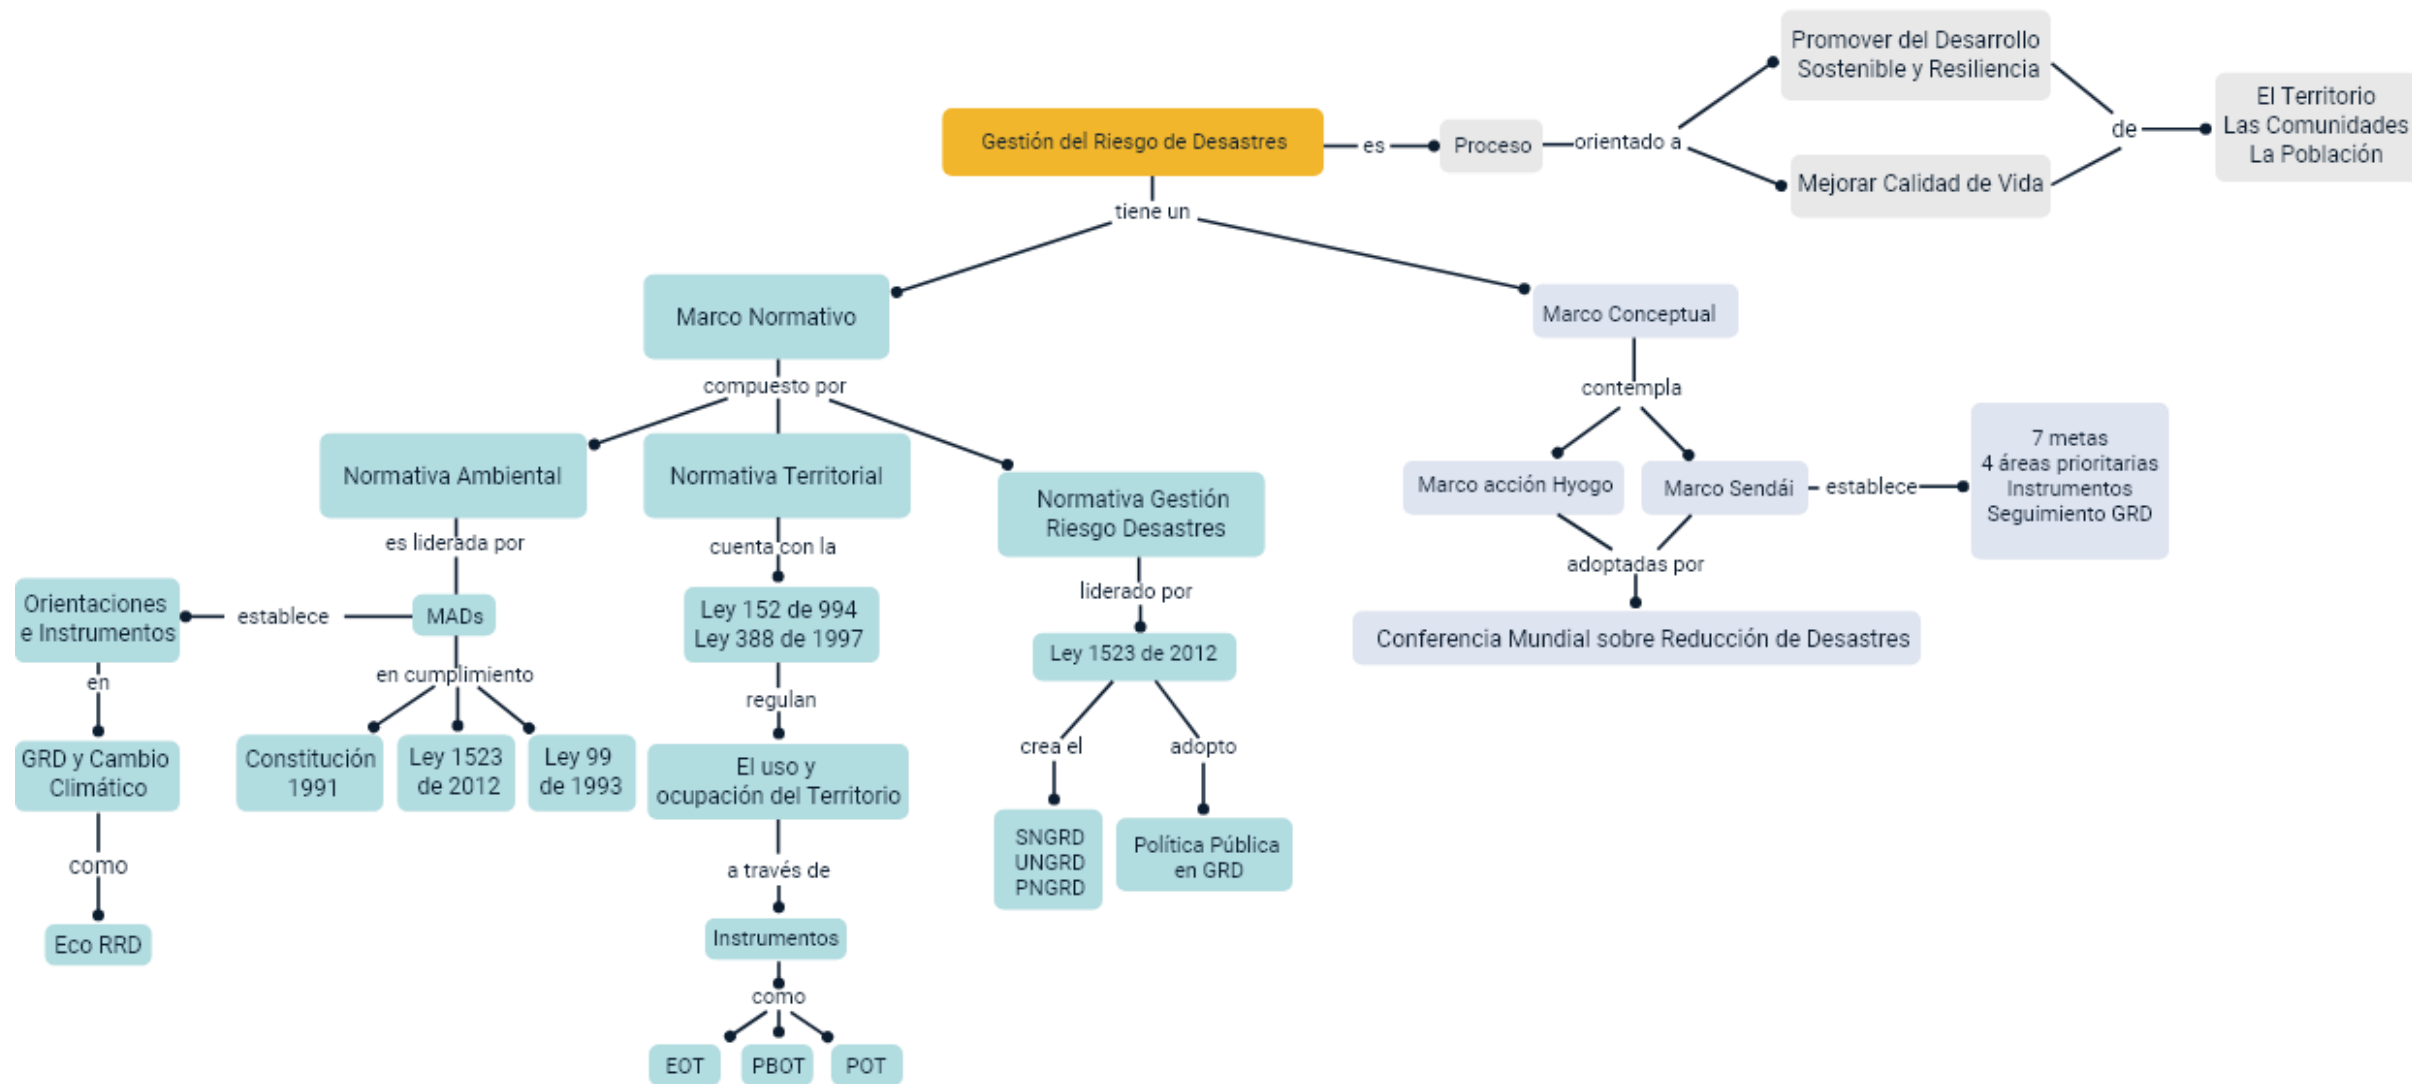 Promover del Desarrollo
Sostenible y Resiliencia
El Territorio
Las Comunidades
La Población
Gestión del Riesgo de Desastres
es
Proceso
orientado a
de
Mejorar Calidad de Vida
tiene un
Marco Normativo
Marco Conceptual
compuesto por
contempla
Normativa Ambiental
Normativa Territorial
Normativa Gestión
Riesgo Desastres
Marco acción Hyogo
Marco Sendái
establece
7 metas
4 áreas prioritarias
Instrumentos
Seguimiento GRD
es liderada por
cuenta con la
liderado por
adoptadas por
Orientaciones
e Instrumentos
establece
MADs
Ley 152 de 994
Ley 388 de 1997
Ley 1523 de 2012
Conferencia Mundial sobre Reducción de Desastres
en
en cumplimiento
regulan
GRD y Cambio
Climático
Constitución
1991
Ley 1523
de 2012
Ley 99
de 1993
El uso y
ocupación del Territorio
crea el
adopto
como
a través de
SNGRD
UNGRD
PNGRD
Política Pública
en GRD
Eco RRD
Instrumentos
como
EOT
PBOT
POT